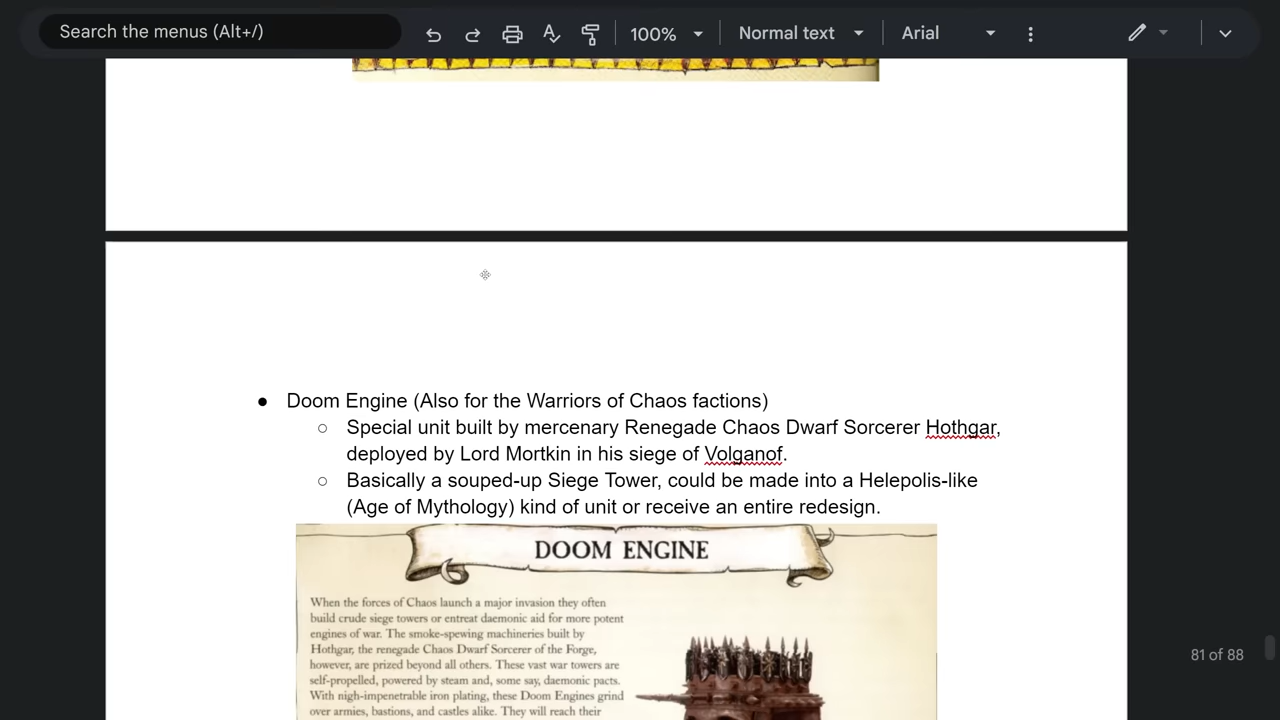 Search the menus (Alt+/)
100%
Normal text
Arial
● Doom Engine (Also for the Warriors of Chaos factions)
○ Special unit built by mercenary Renegade Chaos Dwarf Sorcerer Hothgar,
deployed by Lord Mortkin in his siege of Volganof.
○ Basically a souped-up Siege Tower, could be made into a Helepolis-like
(Age of Mythology) kind of unit or receive an entire redesign.
DOOM ENGINE
When the forces of Chaos launch a major invasion they often
build crude siege towers or entreat daemonic aid for more potent
engines of war. The smoke-spewing machineries built by
Hothgar, the renegade Chaos Dwarf Sorcerer of the Forge,
however, are prized beyond all others. These vast war towers are
self-propelled, powered by steam and, some say, daemonic pacts.
With nigh-impenetrable iron plating, these Doom Engines grind
over armies, bastions, and castles alike. They will reach their
81 of 88